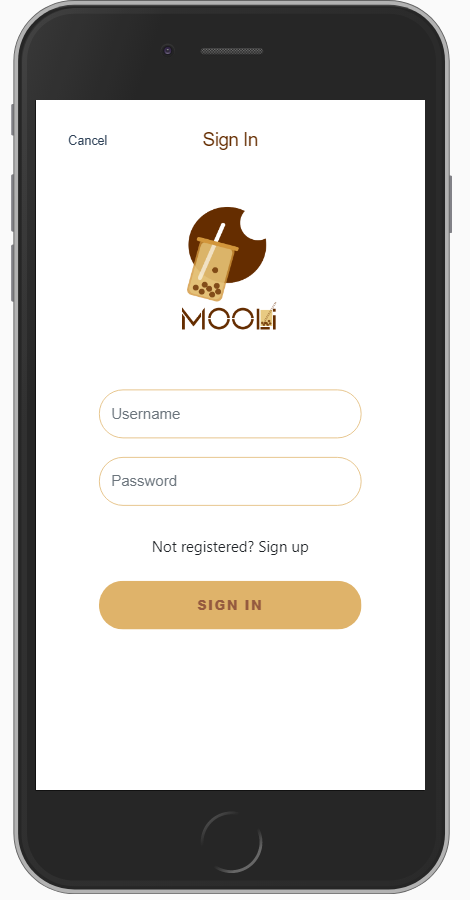 Cancel
Sign In
MOOLi
Username
Password
Not registered? Sign up
SIGN IN